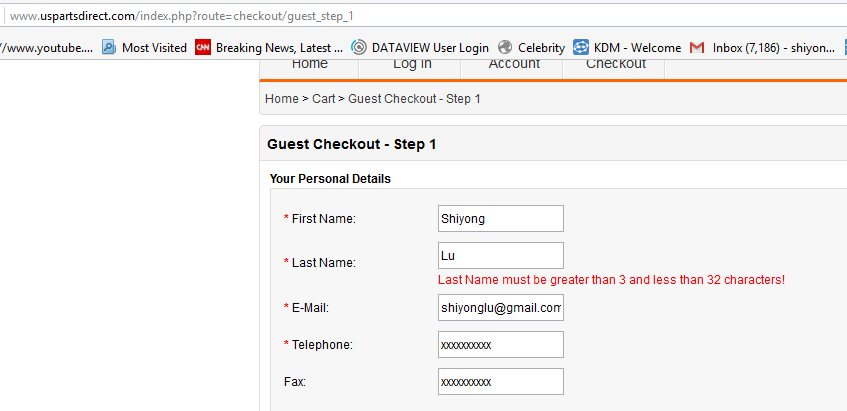 www.uspartsdirect.com/index.php?route=checkout/guest_step_1
//www.youtube.... Most Visited CNN Breaking News, Latest ... DATAVIEW User Login Celebrity KDM - Welcome Inbox (7,186) - shiyon...
Home Log In Account Checkout
Home > Cart > Guest Checkout - Step 1
Guest Checkout - Step 1
Your Personal Details
* First Name: Shiyong
* Last Name: Lu
Last Name must be greater than 3 and less than 32 characters!
* E-Mail: shiyonglu@gmail.com
* Telephone: xxxxxxxxxx
Fax: xxxxxxxxxx